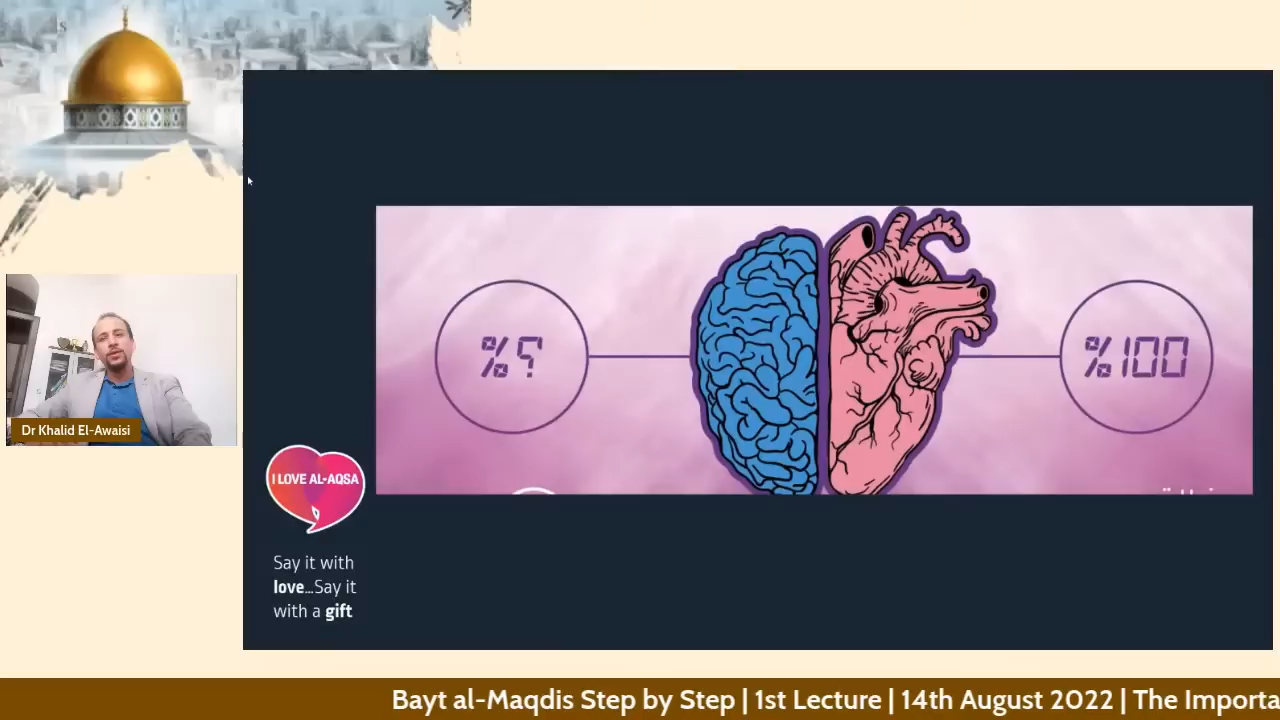 %؟
%100
Dr Khalid El-Awaisi
I LOVE AL-AQSA
Say it with
love...Say it
with a gift
Bayt al-Maqdis Step by Step | 1st Lecture | 14th August 2022 | The Importa